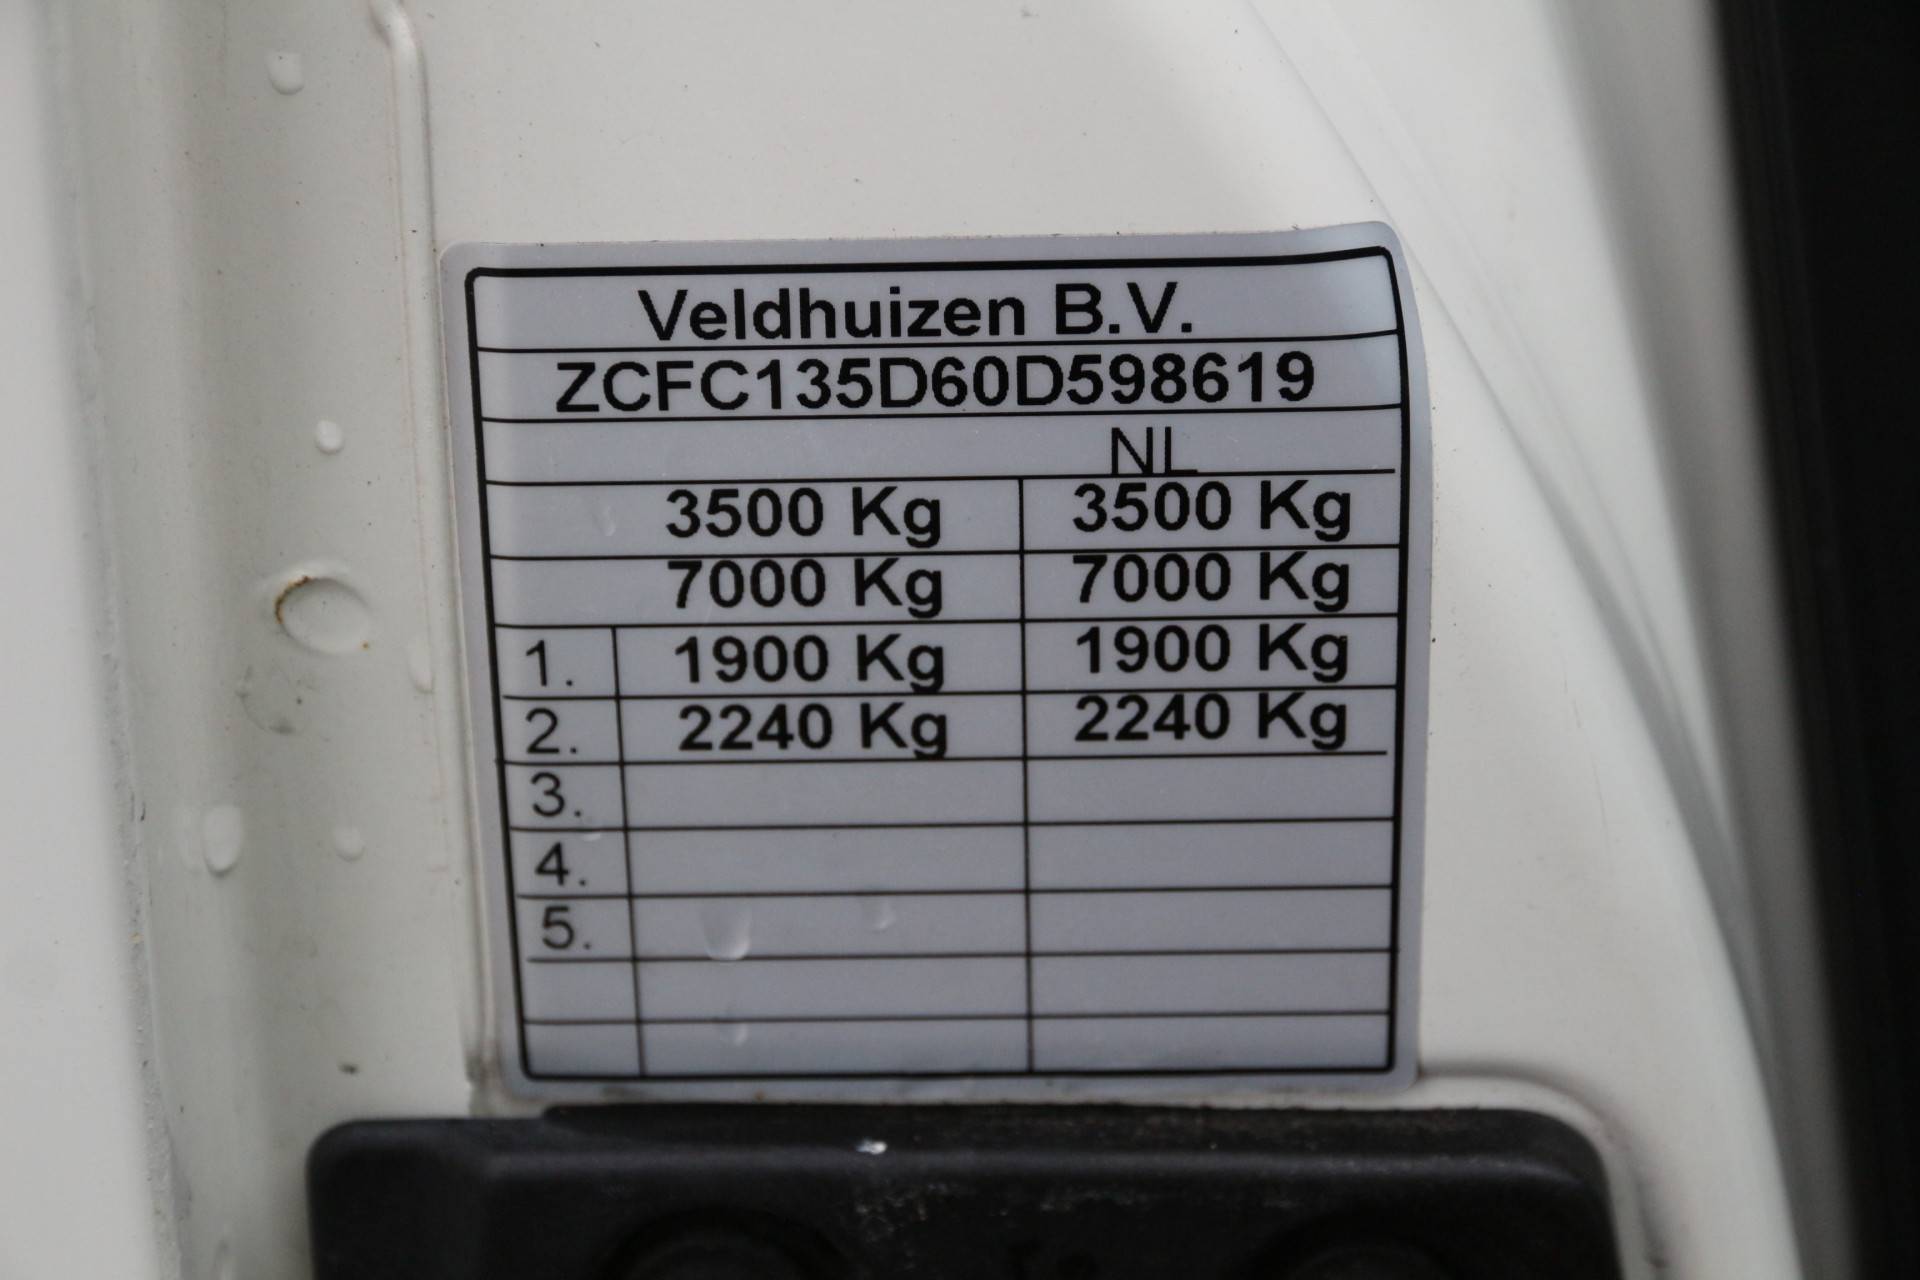 Veldhuizen B.V.
ZCFC135D60D598619
NL
3500 Kg 3500 Kg
7000 Kg 7000 Kg
1. 1900 Kg 1900 Kg
2. 2240 Kg 2240 Kg
3.
4.
5.